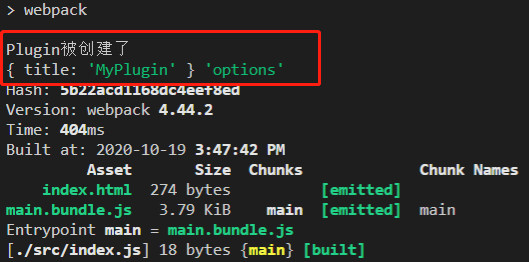 > webpack
Plugin被创建了
{ title: 'MyPlugin' } 'options'
Hash: 5b22acd1168dc4eef8ed
Version: webpack 4.44.2
Time: 404ms
Built at: 2020-10-19 3:47:42 PM
Asset Size Chunks Chunk Names
index.html 274 bytes [emitted]
main.bundle.js 3.79 KiB main [emitted] main
Entrypoint main = main.bundle.js
[./src/index.js] 18 bytes {main} [built]